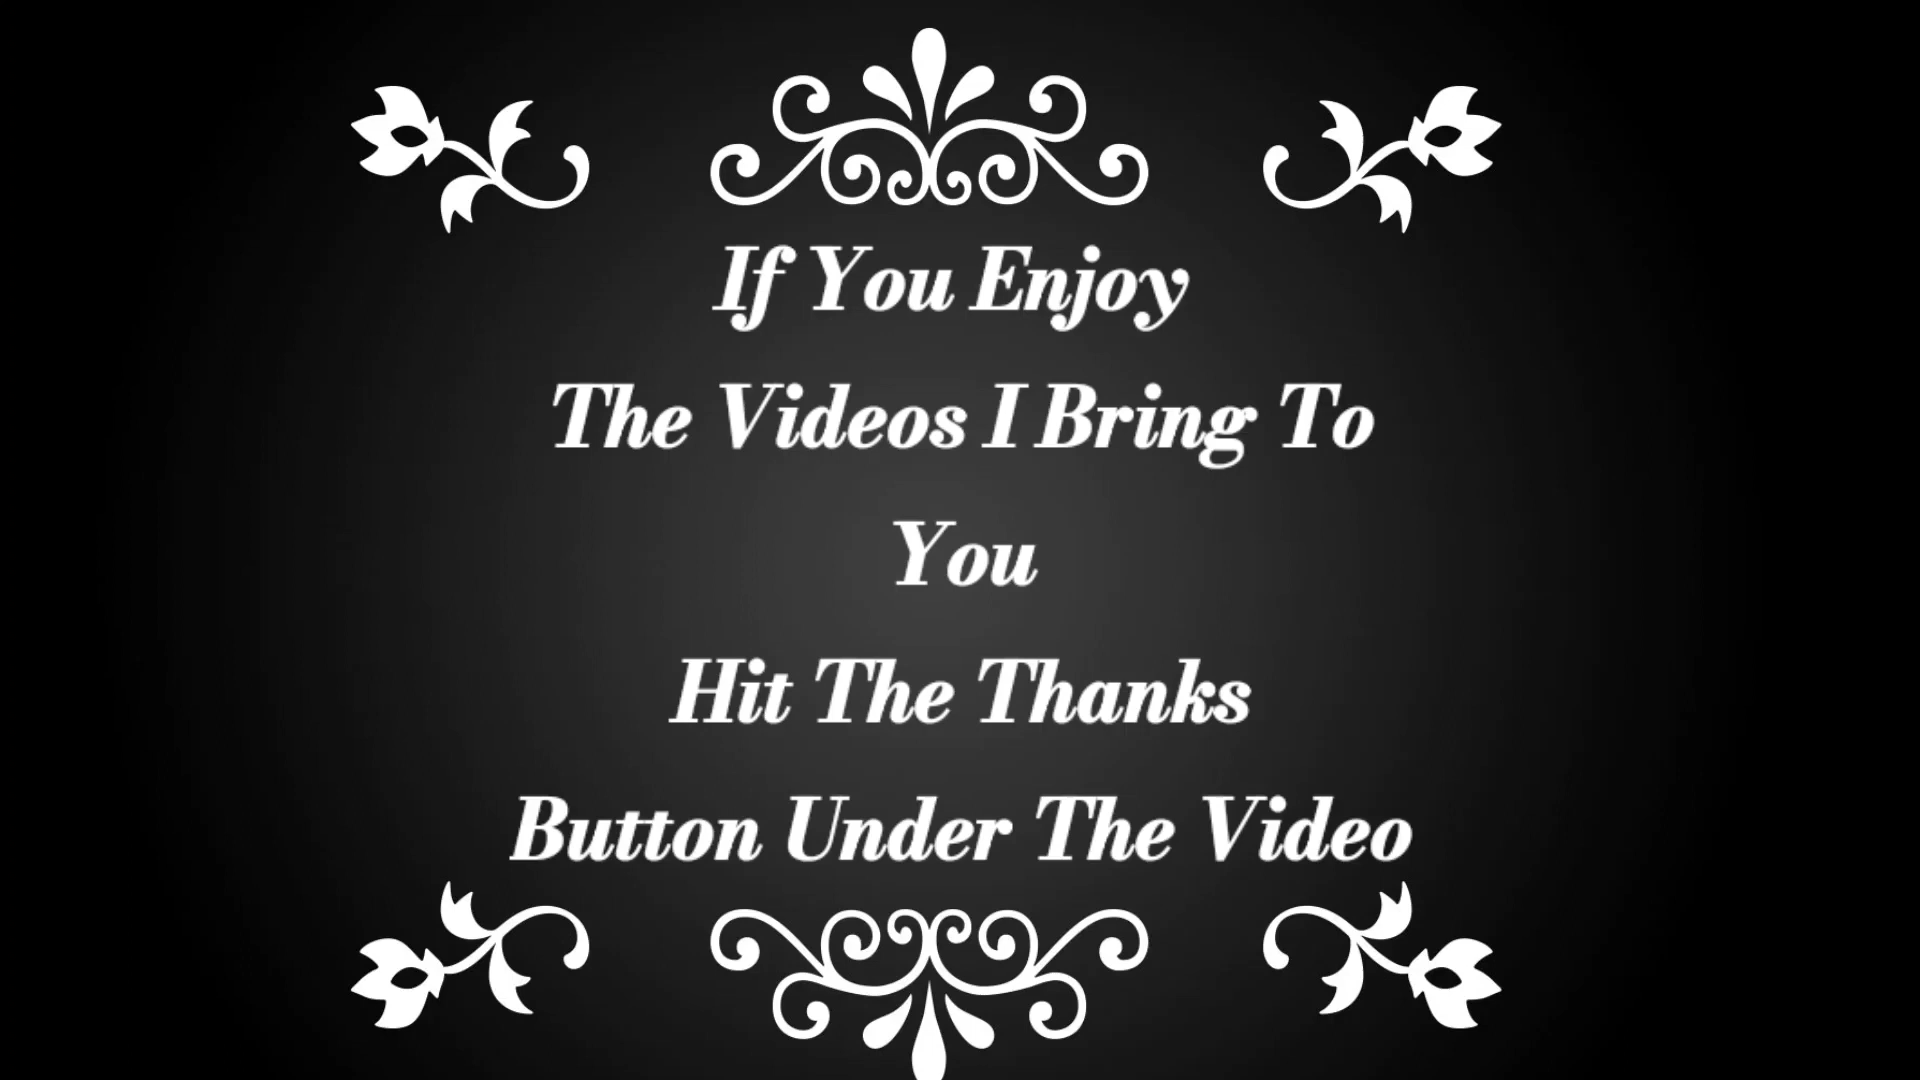 If You Enjoy
The Videos I Bring To
You
Hit The Thanks
Button Under The Video